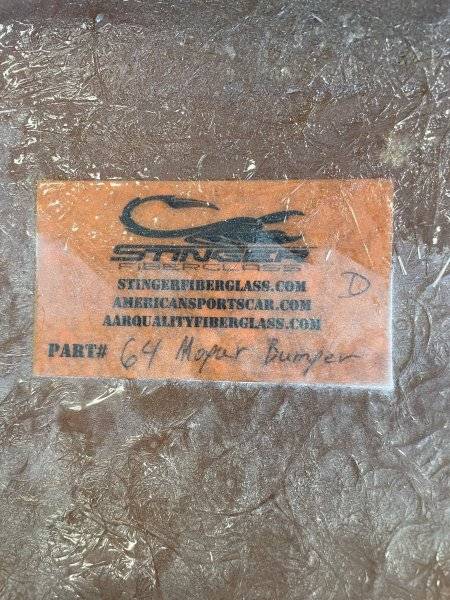 STINGER
FIBERGLASS
STINGERFIBERGLASS.COM
D
AMERICANSPORTSCAR.COM
AARQUALITYFIBERGLASS.COM
PART# 64 Mopar Bumper